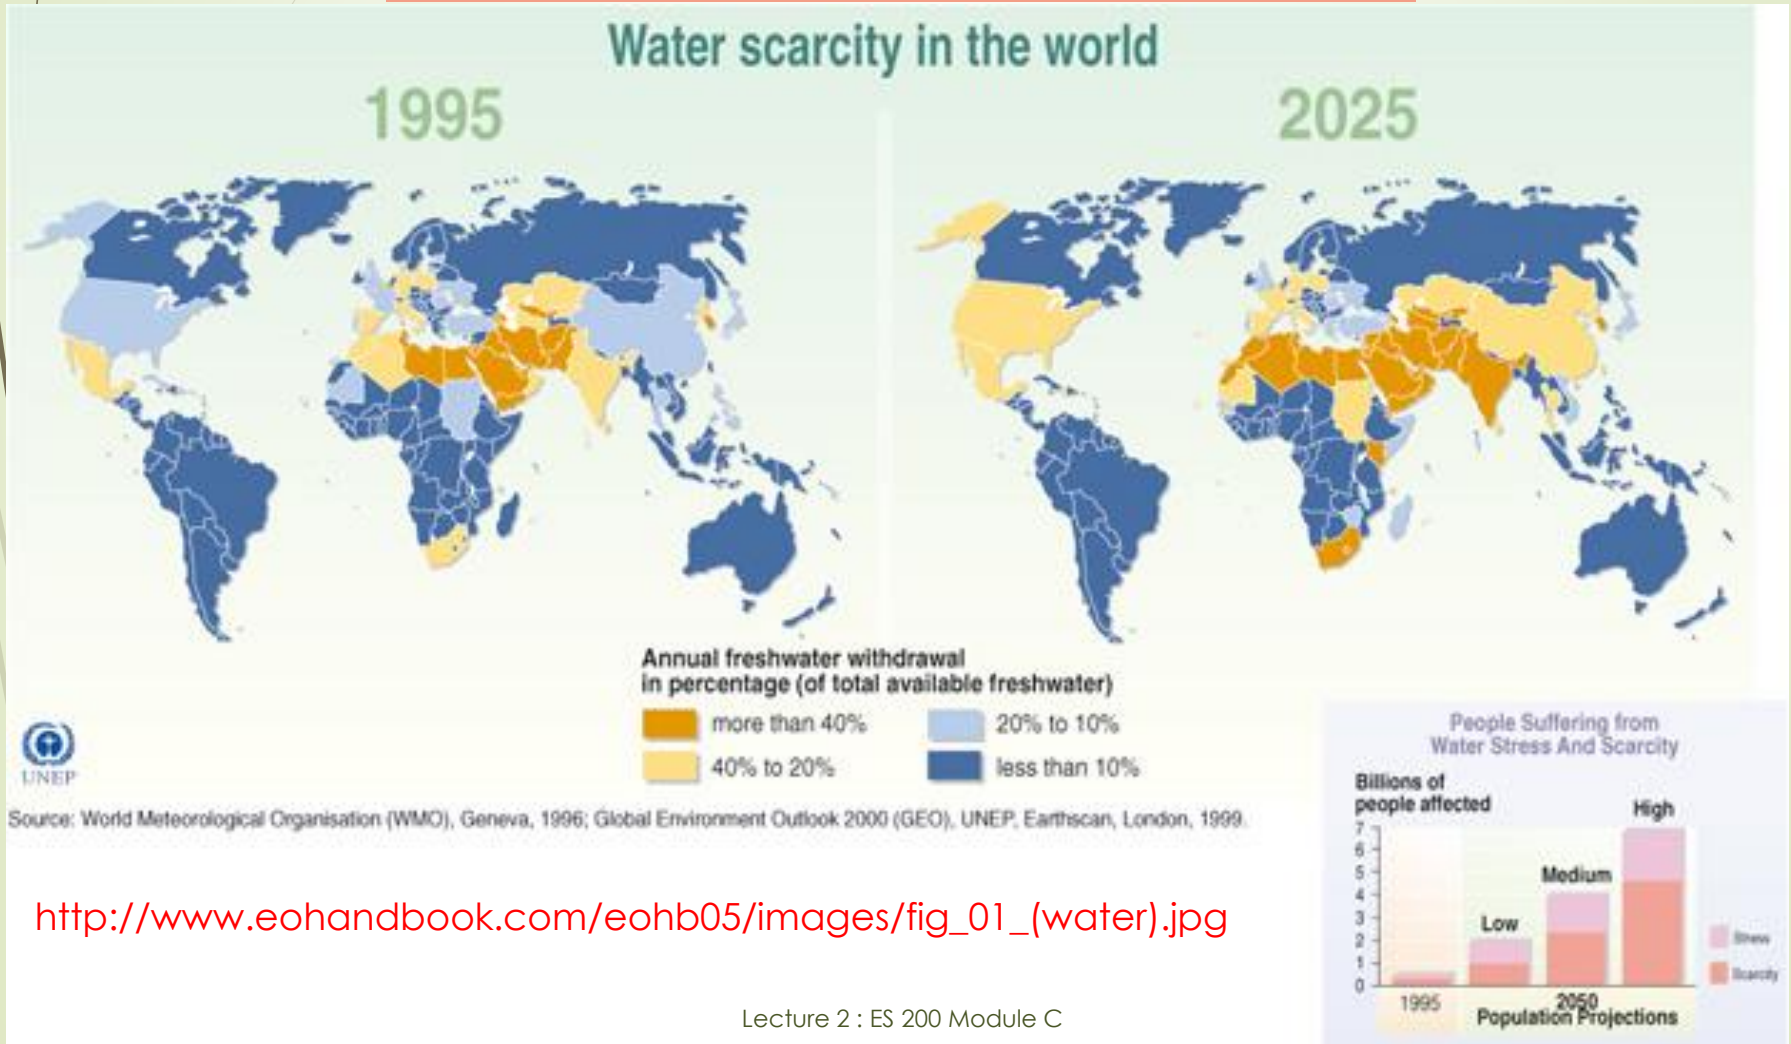 Water scarcity in the world
1995
2025
Annual freshwater withdrawal
in percentage (of total available freshwater)
more than 40%
20% to 10%
40% to 20%
less than 10%
UNEP
Source: World Meteorological Organisation (WMO), Geneva, 1996; Global Environment Outlook 2000 (GEO), UNEP, Earthscan, London, 1999.
People Suffering from
Water Stress And Scarcity
Billions of
people affected
High
Medium
Low
7
6
5
4
3
2
1
0
Stress
Scarcity
1995
2050
Population Projections
http://www.eohandbook.com/eohb05/images/fig_01_(water).jpg
Lecture 2 : ES 200 Module C